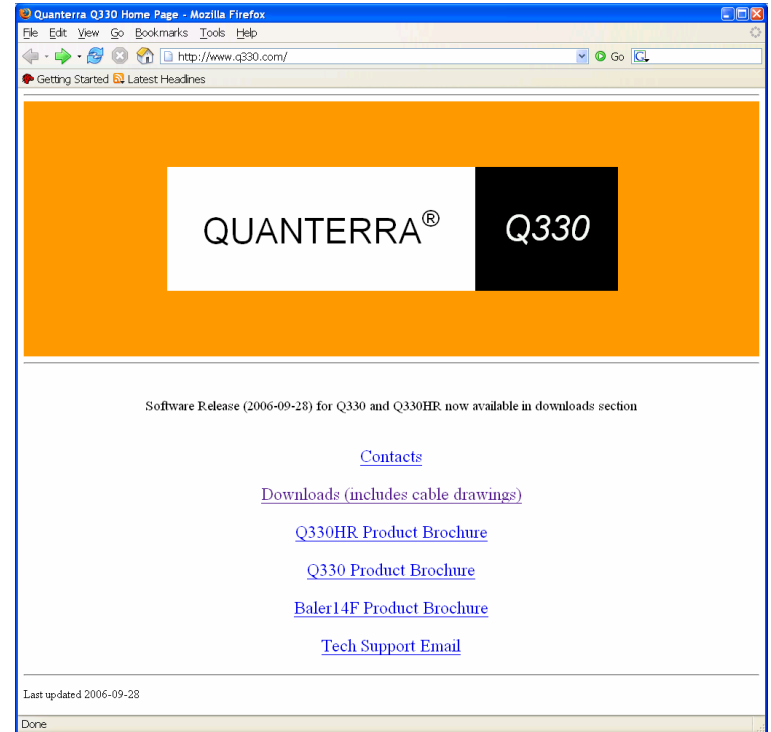 Quanterra Q330 Home Page - Mozilla Firefox
File Edit View Go Bookmarks Tools Help
http://www.q330.com/ Go G
Getting Started Latest Headlines
QUANTERRA® Q330
Software Release (2006-09-28) for Q330 and Q330HR now available in downloads section
Contacts
Downloads (includes cable drawings)
Q330HR Product Brochure
Q330 Product Brochure
Baler14F Product Brochure
Tech Support Email
Last updated 2006-09-28
Done